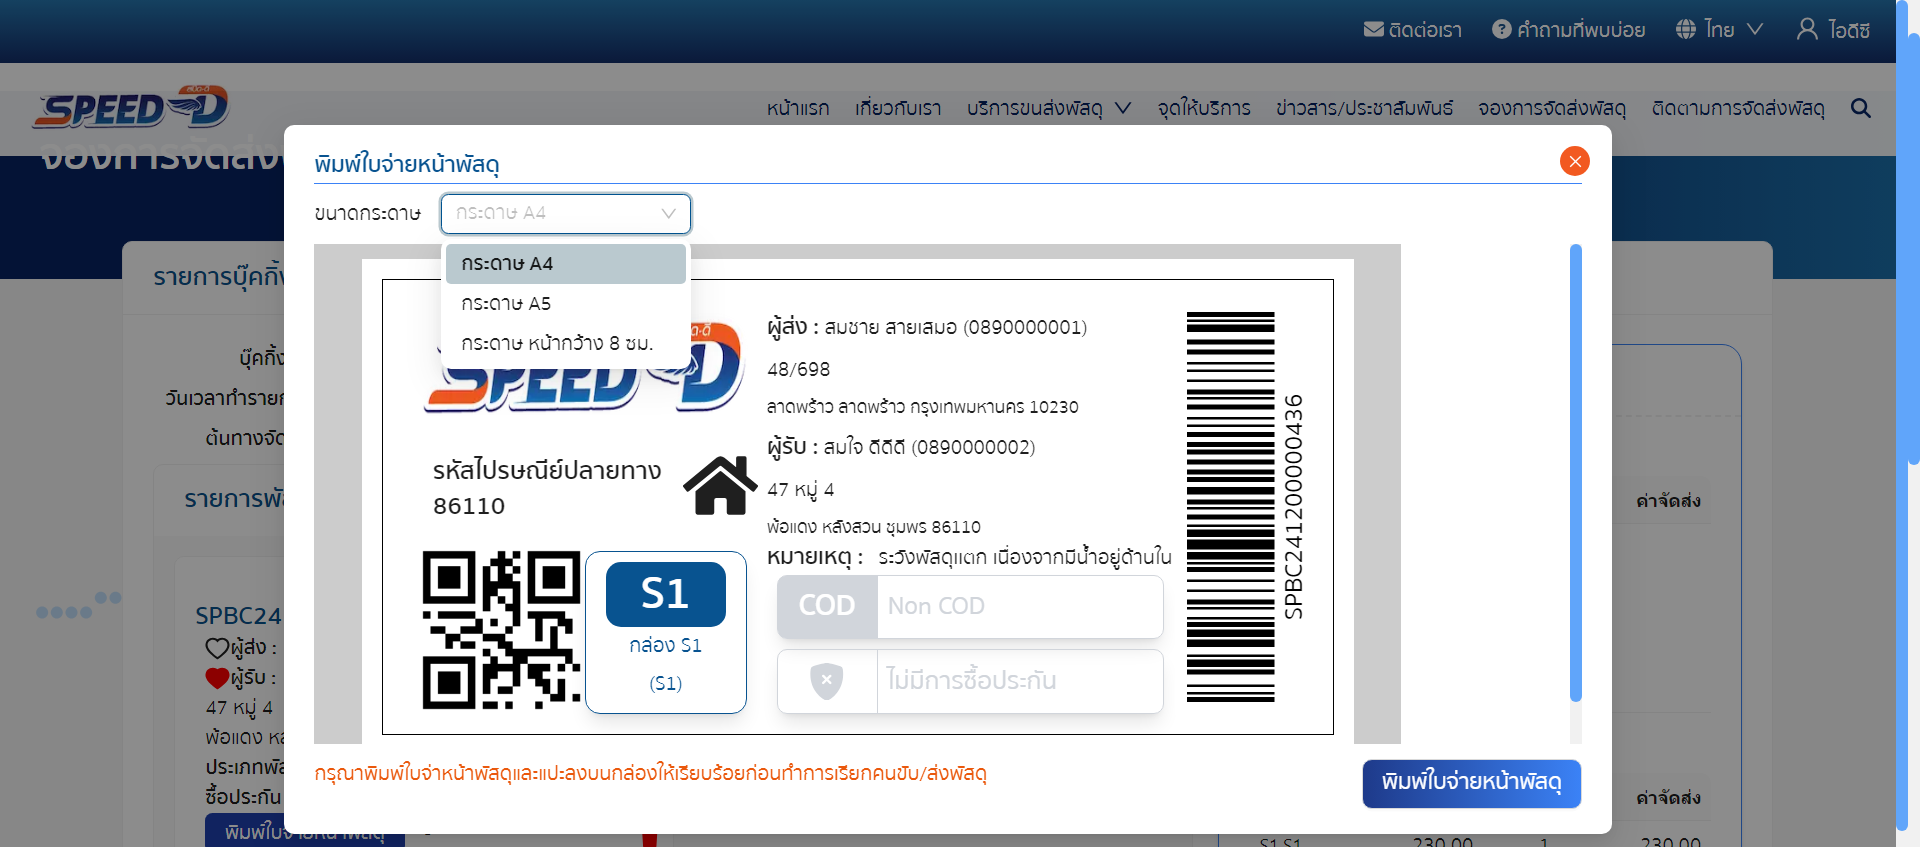 ติดต่อเรา คำถามที่พบบ่อย ไทย ไอดีซี
SPEED-D สปีด-ดี
หน้าแรก เกี่ยวกับเรา บริการขนส่งพัสดุ จุดให้บริการ ข่าวสาร/ประชาสัมพันธ์ จองการจัดส่งพัสดุ ติดตามการจัดส่งพัสดุ
จองการจัดส่ง
พิมพ์ใบจ่ายหน้าพัสดุ
ขนาดกระดาษ กระดาษ A4
กระดาษ A4
กระดาษ A5
กระดาษ หน้ากว้าง 8 ซม.
SPEED-D
รหัสไปรษณีย์ปลายทาง
86110
S1
กล่อง S1
(S1)
ผู้ส่ง : สมชาย สายเสมอ (0890000001)
48/698
ลาดพร้าว ลาดพร้าว กรุงเทพมหานคร 10230
ผู้รับ : สมใจ ดีดีดี (0890000002)
47 หมู่ 4
พ้อแดง หลังสวน ชุมพร 86110
หมายเหตุ : ระวังพัสดุแตก เนื่องจากมีน้ำอยู่ด้านใน
COD Non COD
ไม่มีการซื้อประกัน
SPBC241200000436
กรุณาพิมพ์ใบจ่าหน้าพัสดุและแปะลงบนกล่องให้เรียบร้อยก่อนทำการเรียกคนขับ/ส่งพัสดุ
พิมพ์ใบจ่ายหน้าพัสดุ
รายการบุ๊คกิ้ง
บุ๊คกิ้ง
วันเวลาทำรายก
ต้นทางจัด
รายการพั
SPBC24
ผู้ส่ง :
ผู้รับ :
47 หมู่ 4
พ้อแดง หล
ประเภทพัส
ซื้อประกัน
พิมพ์ใบจ่ายหน้าพัสดุ
ค่าจัดส่ง
ค่าจัดส่ง
S1 S1 230.00 1 230.00